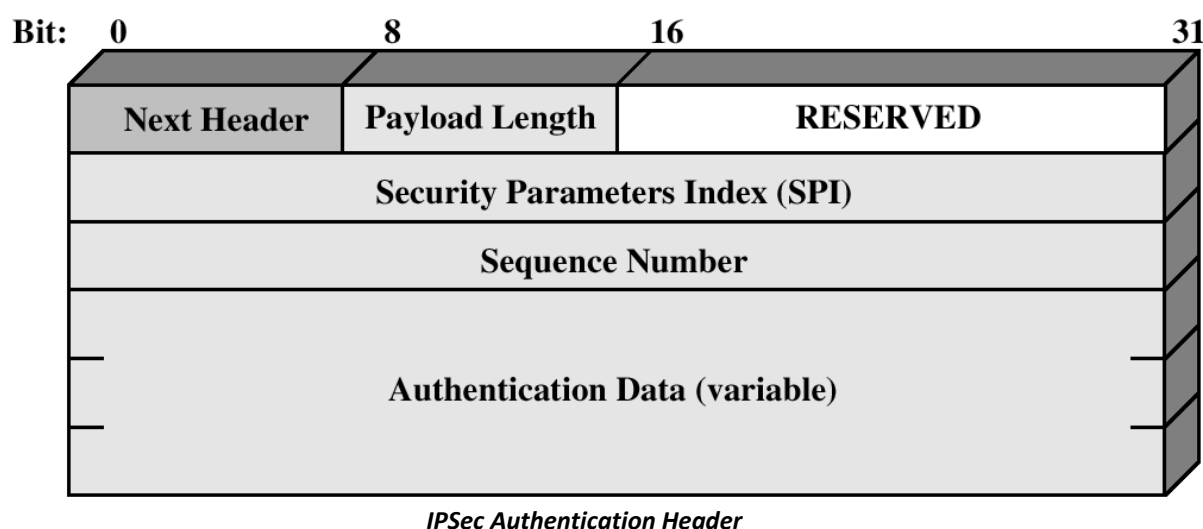 Bit: 0 8 16 31
Next Header Payload Length RESERVED
Security Parameters Index (SPI)
Sequence Number
Authentication Data (variable)
IPSec Authentication Header